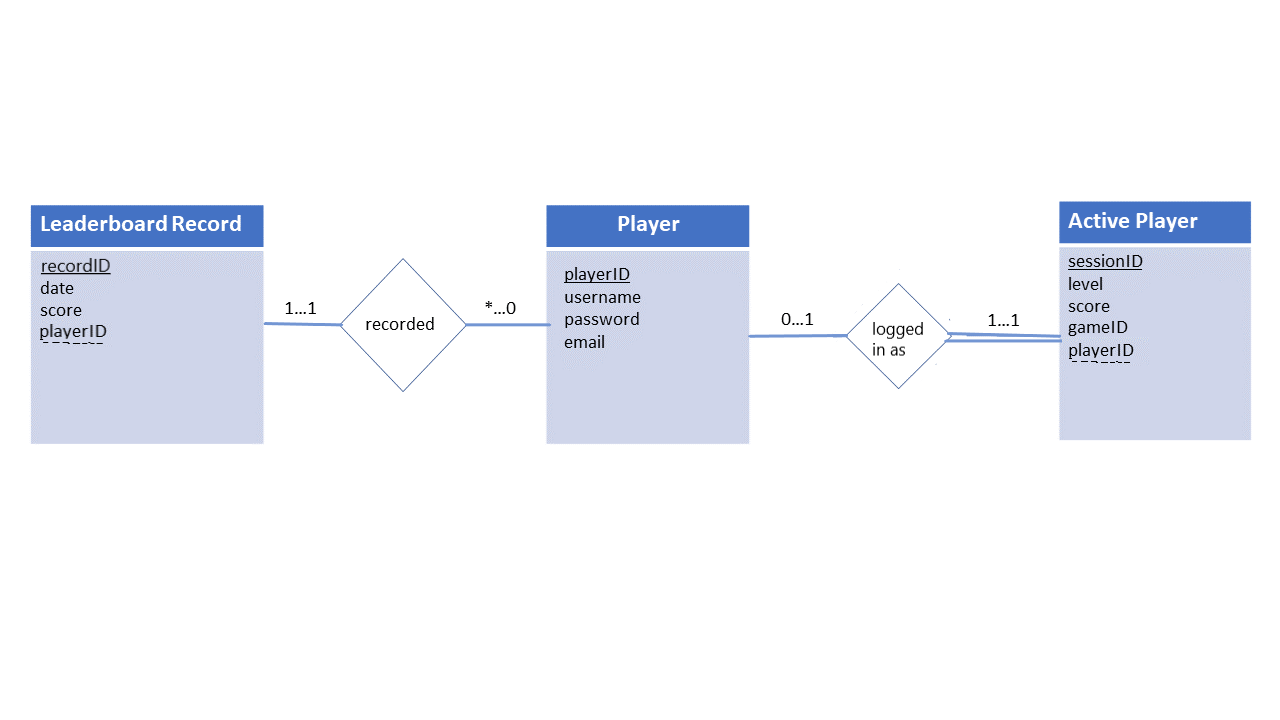 Leaderboard Record
recordID
date
score
playerID
1...1
recorded
*...0
Player
playerID
username
password
email
0...1
logged
in as
1...1
Active Player
sessionID
level
score
gameID
playerID